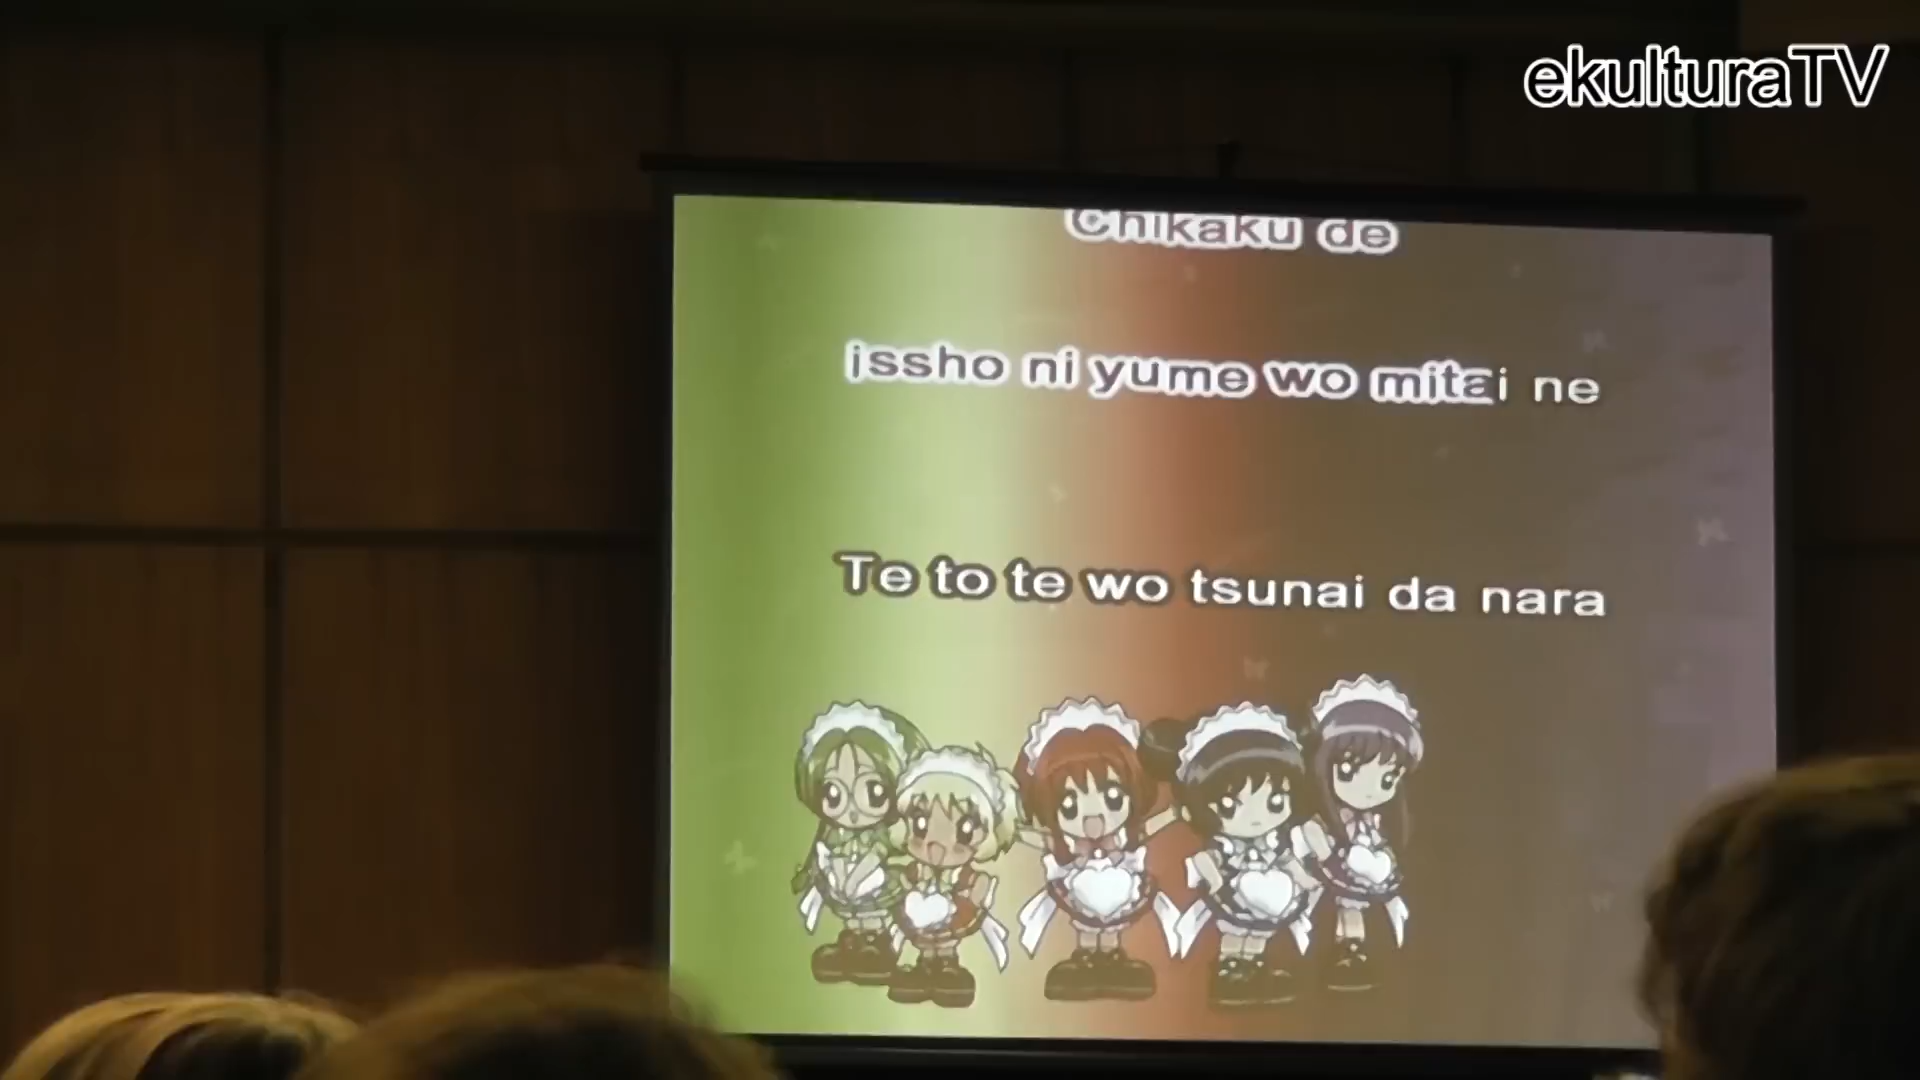 ekulturaTV
Chikaku de
issho ni yume wo mitai ne
Te to te wo tsunai da nara